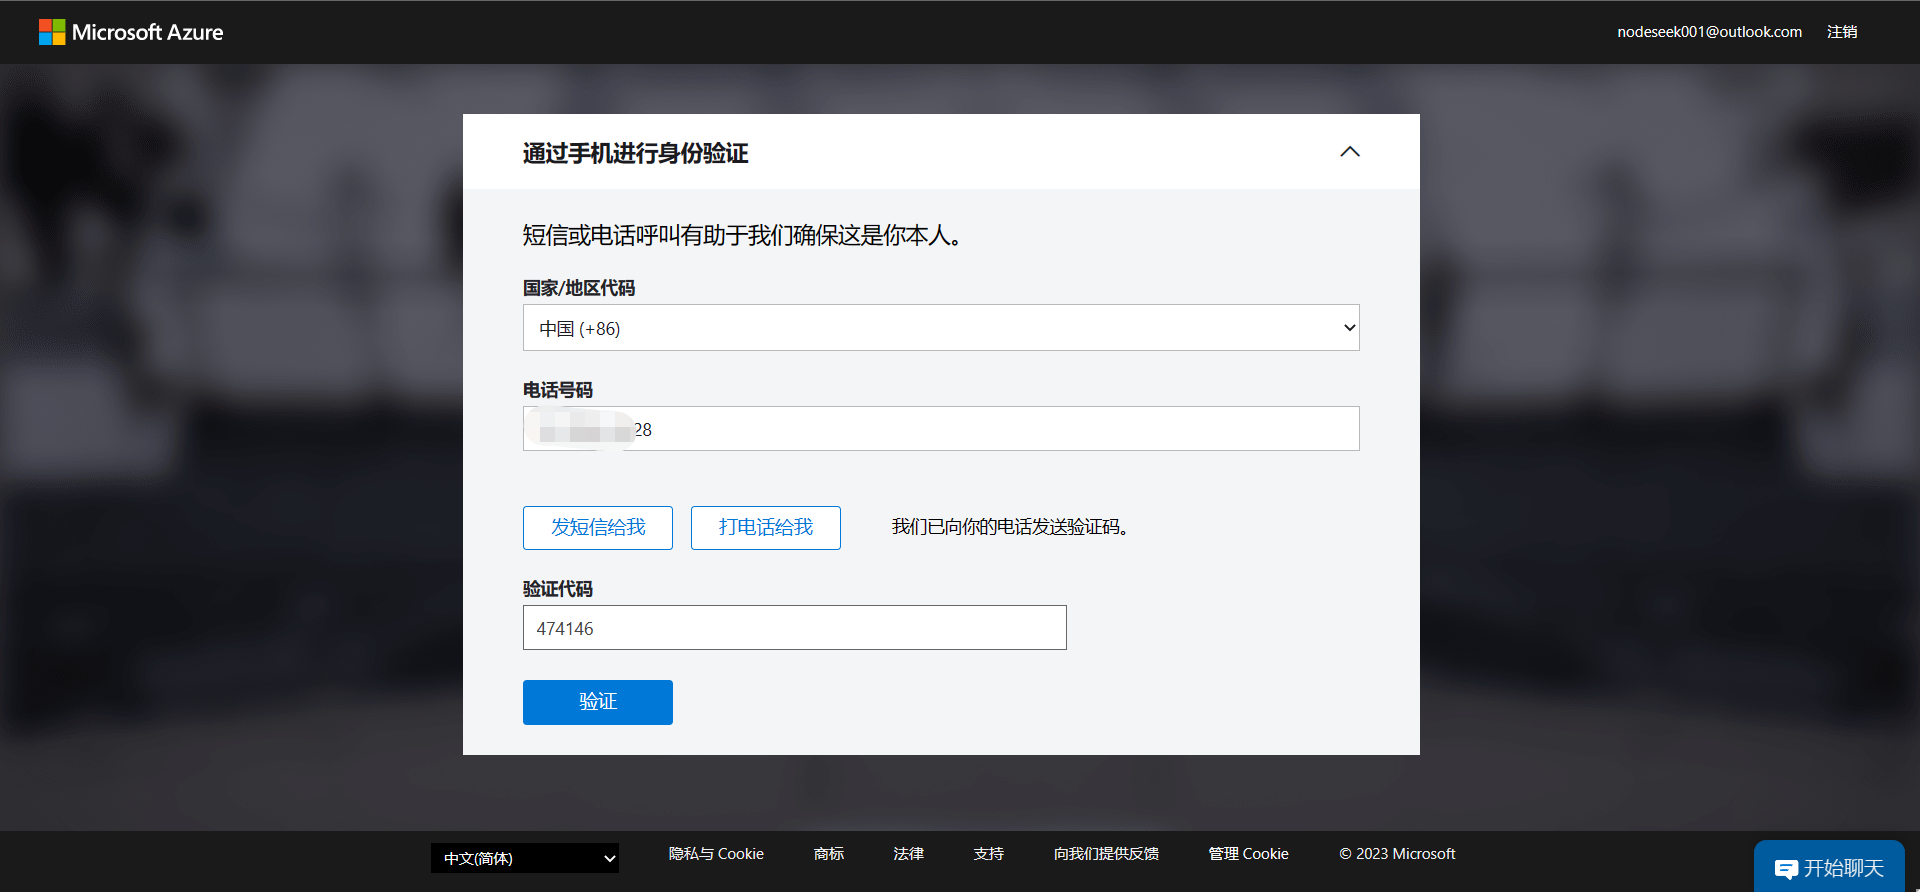 Microsoft Azure
nodeseek001@outlook.com 注销
通过手机进行身份验证
短信或电话呼叫有助于我们确保这是你本人。
国家/地区代码
中国 (+86)
电话号码
28
发短信给我 打电话给我 我们已向你的电话发送验证码。
验证代码
474146
验证
中文(简体) 隐私与 Cookie 商标 法律 支持 向我们提供反馈 管理 Cookie © 2023 Microsoft
开始聊天